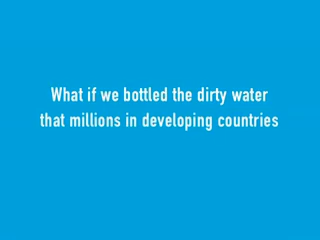 What if we bottled the dirty water
that millions in developing countries